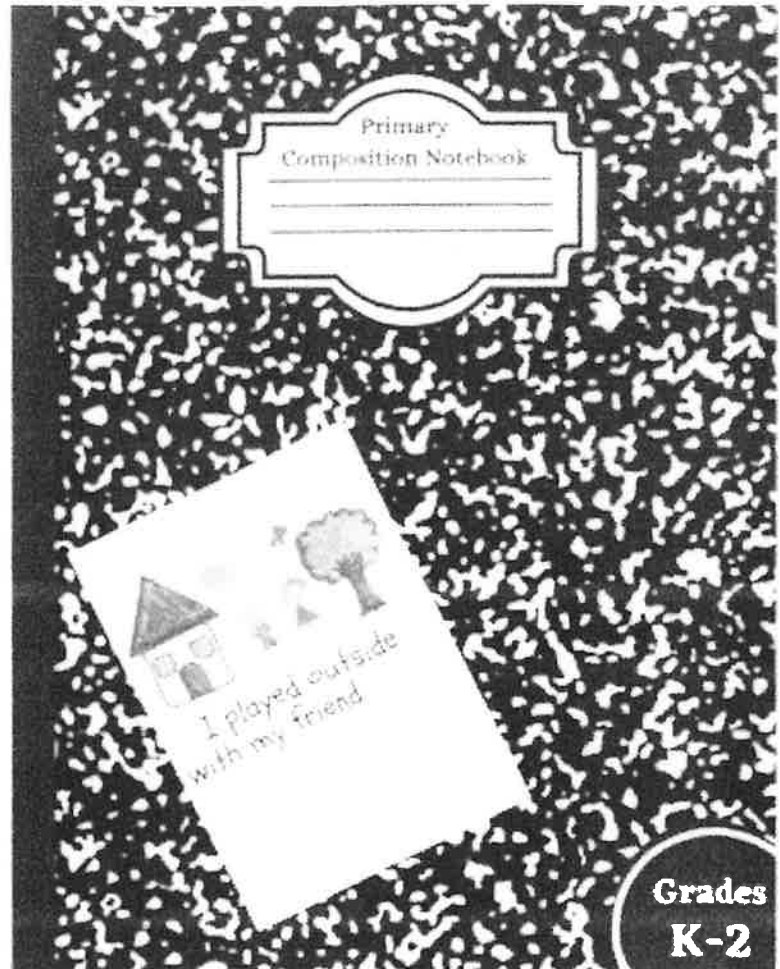 Primary
Composition Notebook
I played outside
with my friend
Grades
K-2